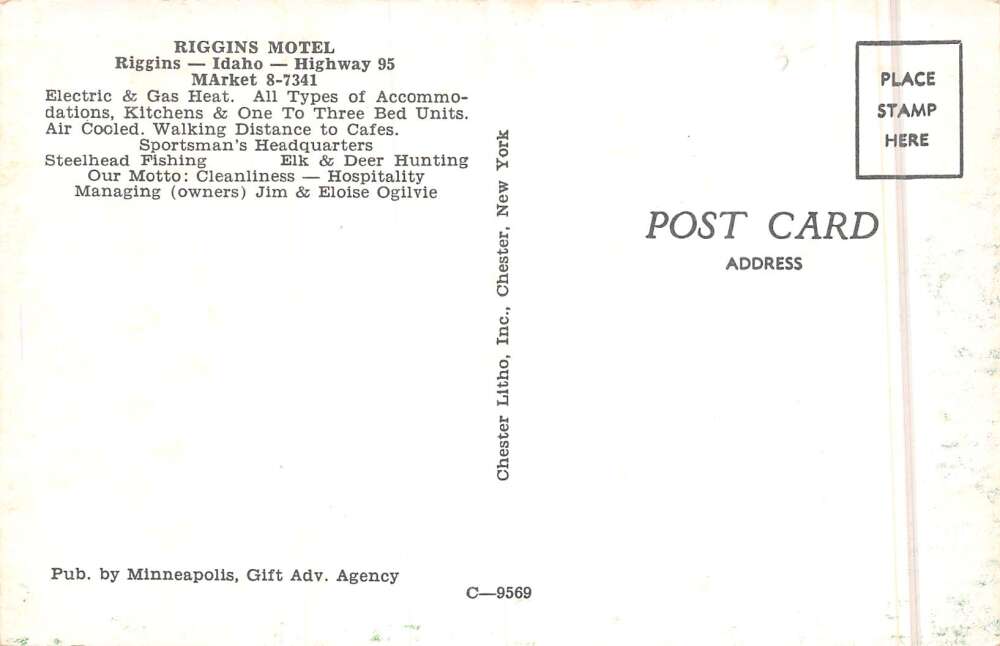 RIGGINS MOTEL
Riggins — Idaho — Highway 95
MArket 8-7341
Electric & Gas Heat. All Types of Accommo-
dations, Kitchens & One To Three Bed Units.
Air Cooled. Walking Distance to Cafes.
Sportsman's Headquarters
Steelhead Fishing Elk & Deer Hunting
Our Motto: Cleanliness — Hospitality
Managing (owners) Jim & Eloise Ogilvie
Pub. by Minneapolis, Gift Adv. Agency
C—9569
Chester Litho, Inc., Chester, New York
PLACE
STAMP
HERE
POST CARD
ADDRESS